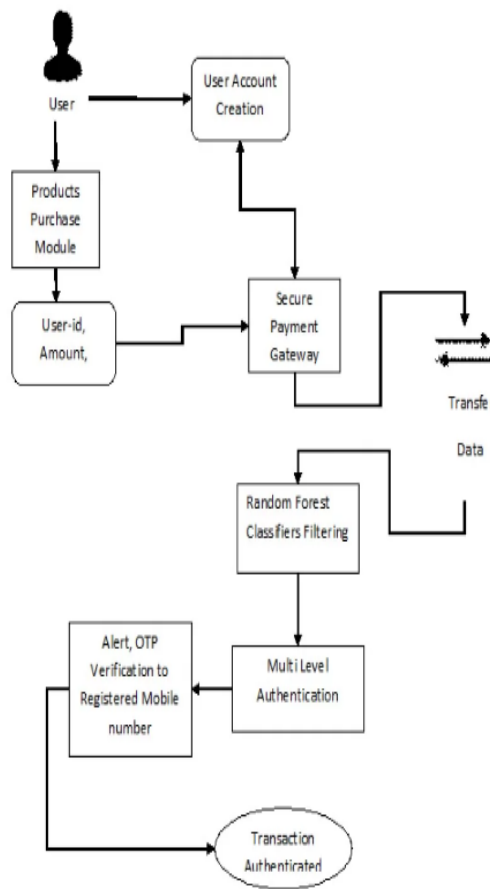 User
User Account
Creation
Products
Purchase
Module
User-id,
Amount,
Secure
Payment
Gateway
Transfe
Data
Random Forest
Classifiers Filtering
Multi Level
Authentication
Alert, OTP
Verification to
Registered Mobile
number
Transaction
Authenticated